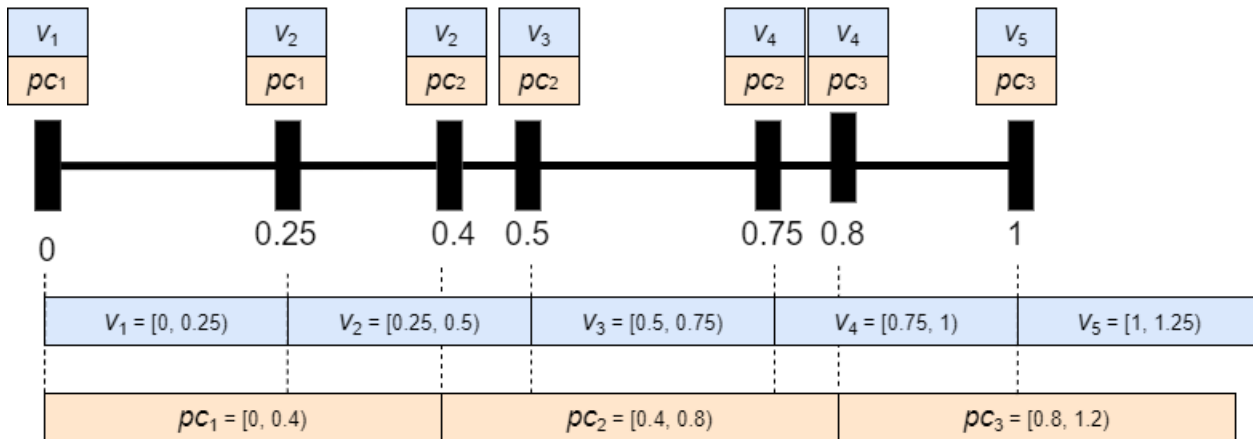 v₁ v₂ v₂ v₃ v₄ v₄ v₅
pc₁ pc₁ pc₂ pc₂ pc₂ pc₃ pc₃
0 0.25 0.4 0.5 0.75 0.8 1
v₁ = [0, 0.25) v₂ = [0.25, 0.5) v₃ = [0.5, 0.75) v₄ = [0.75, 1) v₅ = [1, 1.25)
pc₁ = [0, 0.4) pc₂ = [0.4, 0.8) pc₃ = [0.8, 1.2)